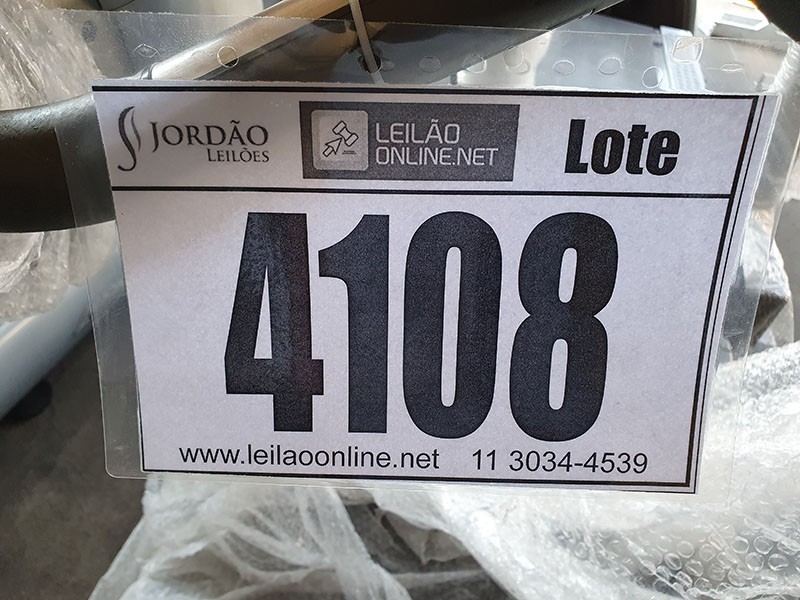 JORDÃO
LEILÕES
LEILÃO
ONLINE.NET
Lote
4108
www.leilaoonline.net 11 3034-4539